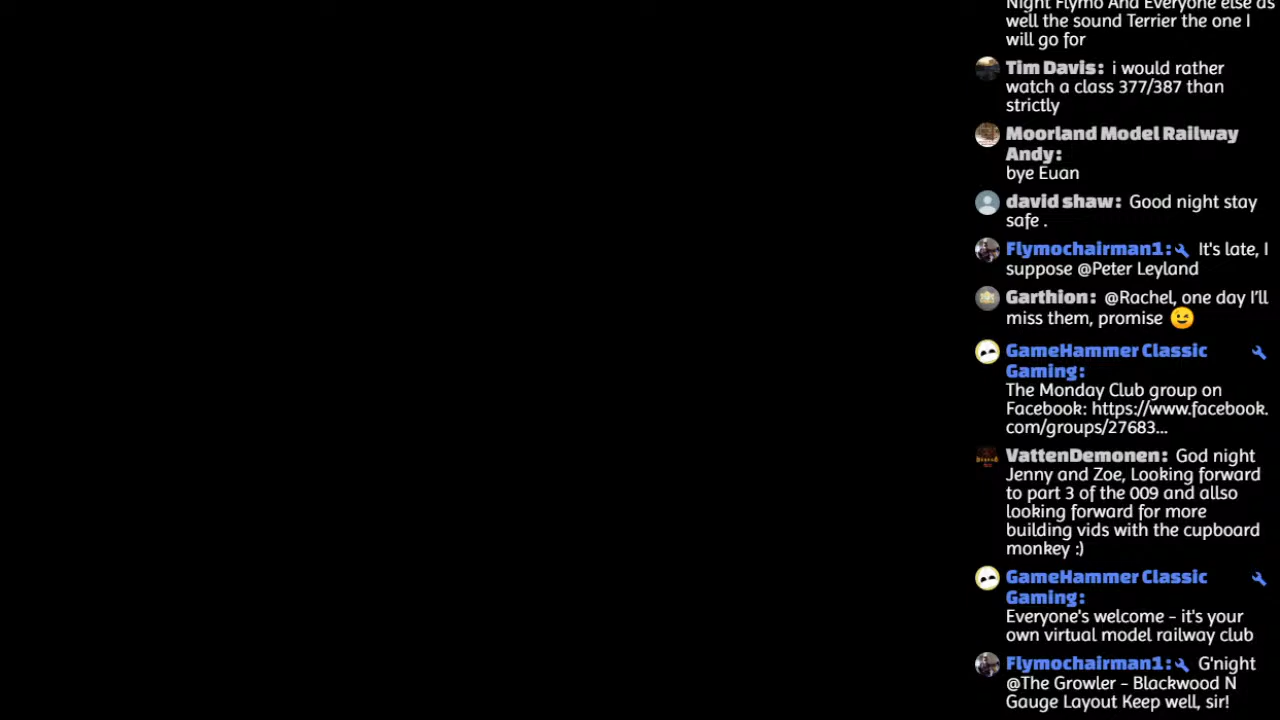 Night Flymo And Everyone else as
well the sound Terrier the one I
will go for
Tim Davis: i would rather
watch a class 377/387 than
strictly
Moorland Model Railway
Andy:
bye Euan
david shaw: Good night stay
safe .
Flymochairman1: It's late, I
suppose @Peter Leyland
Garthion: @Rachel, one day I’ll
miss them, promise 😉
GameHammer Classic
Gaming:
The Monday Club group on
Facebook: https://www.facebook.
com/groups/27683...
VattenDemonen: God night
Jenny and Zoe, Looking forward
to part 3 of the 009 and allso
looking forward for more
building vids with the cupboard
monkey :)
GameHammer Classic
Gaming:
Everyone's welcome - it's your
own virtual model railway club
Flymochairman1: G'night
@The Growler - Blackwood N
Gauge Layout Keep well, sir!